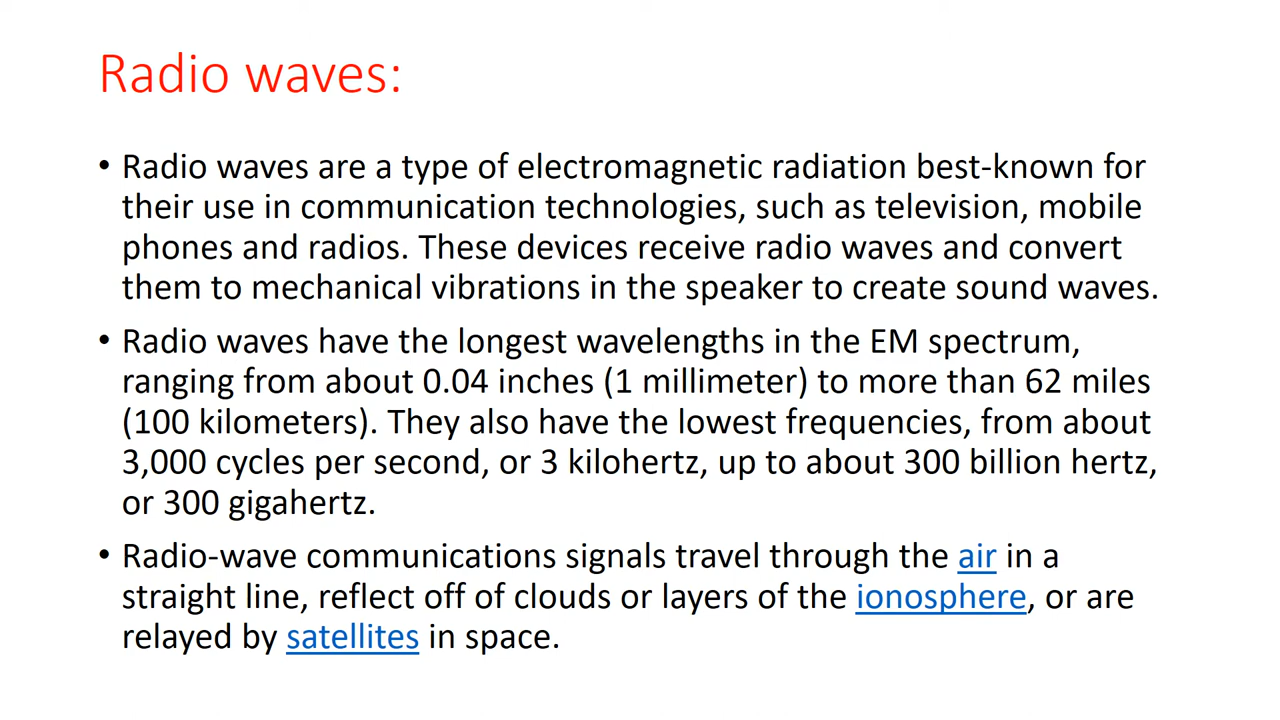 Radio waves:
• Radio waves are a type of electromagnetic radiation best-known for
their use in communication technologies, such as television, mobile
phones and radios. These devices receive radio waves and convert
them to mechanical vibrations in the speaker to create sound waves.
• Radio waves have the longest wavelengths in the EM spectrum,
ranging from about 0.04 inches (1 millimeter) to more than 62 miles
(100 kilometers). They also have the lowest frequencies, from about
3,000 cycles per second, or 3 kilohertz, up to about 300 billion hertz,
or 300 gigahertz.
• Radio-wave communications signals travel through the air in a
straight line, reflect off of clouds or layers of the ionosphere, or are
relayed by satellites in space.